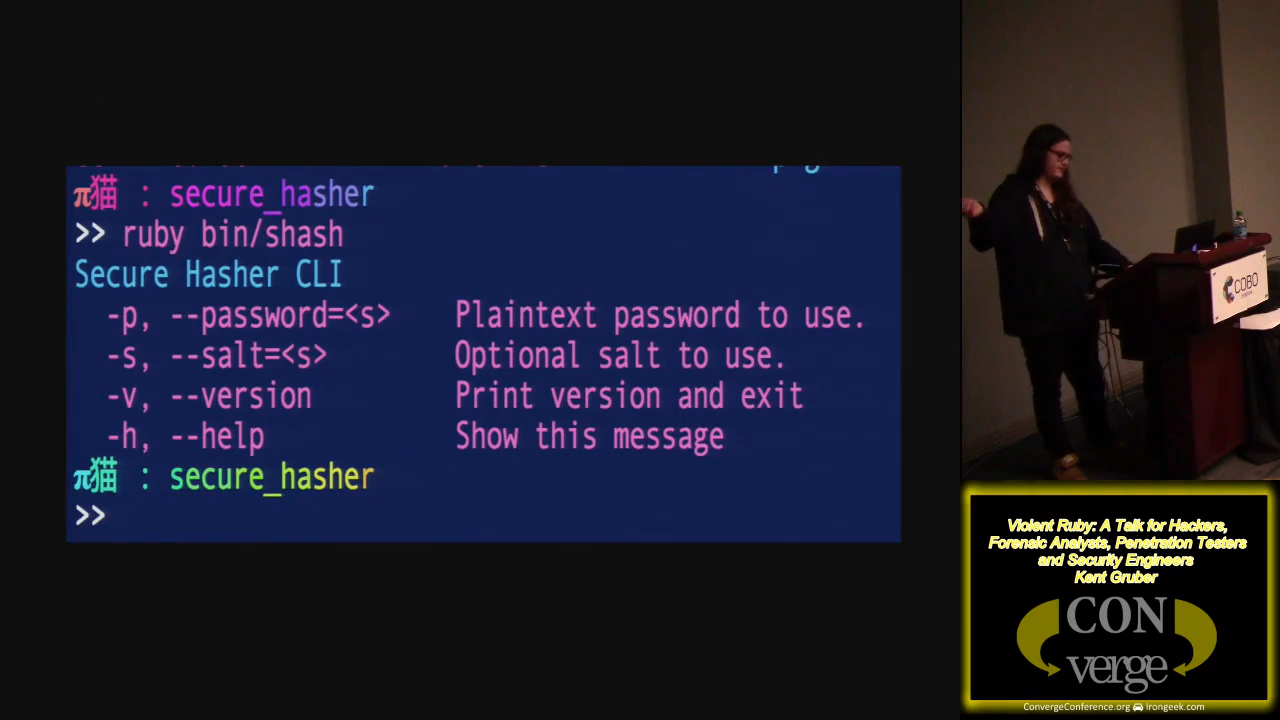 π猫 : secure_hasher
>> ruby bin/shash
Secure Hasher CLI
-p, --password=<s> Plaintext password to use.
-s, --salt=<s> Optional salt to use.
-v, --version Print version and exit
-h, --help Show this message
π猫 : secure_hasher
>>
COBO
Violent Ruby: A Talk for Hackers,
Forensic Analysts, Penetration Testers
and Security Engineers
Kent Gruber
CON
verge
ConvergeConference.org Irongeek.com